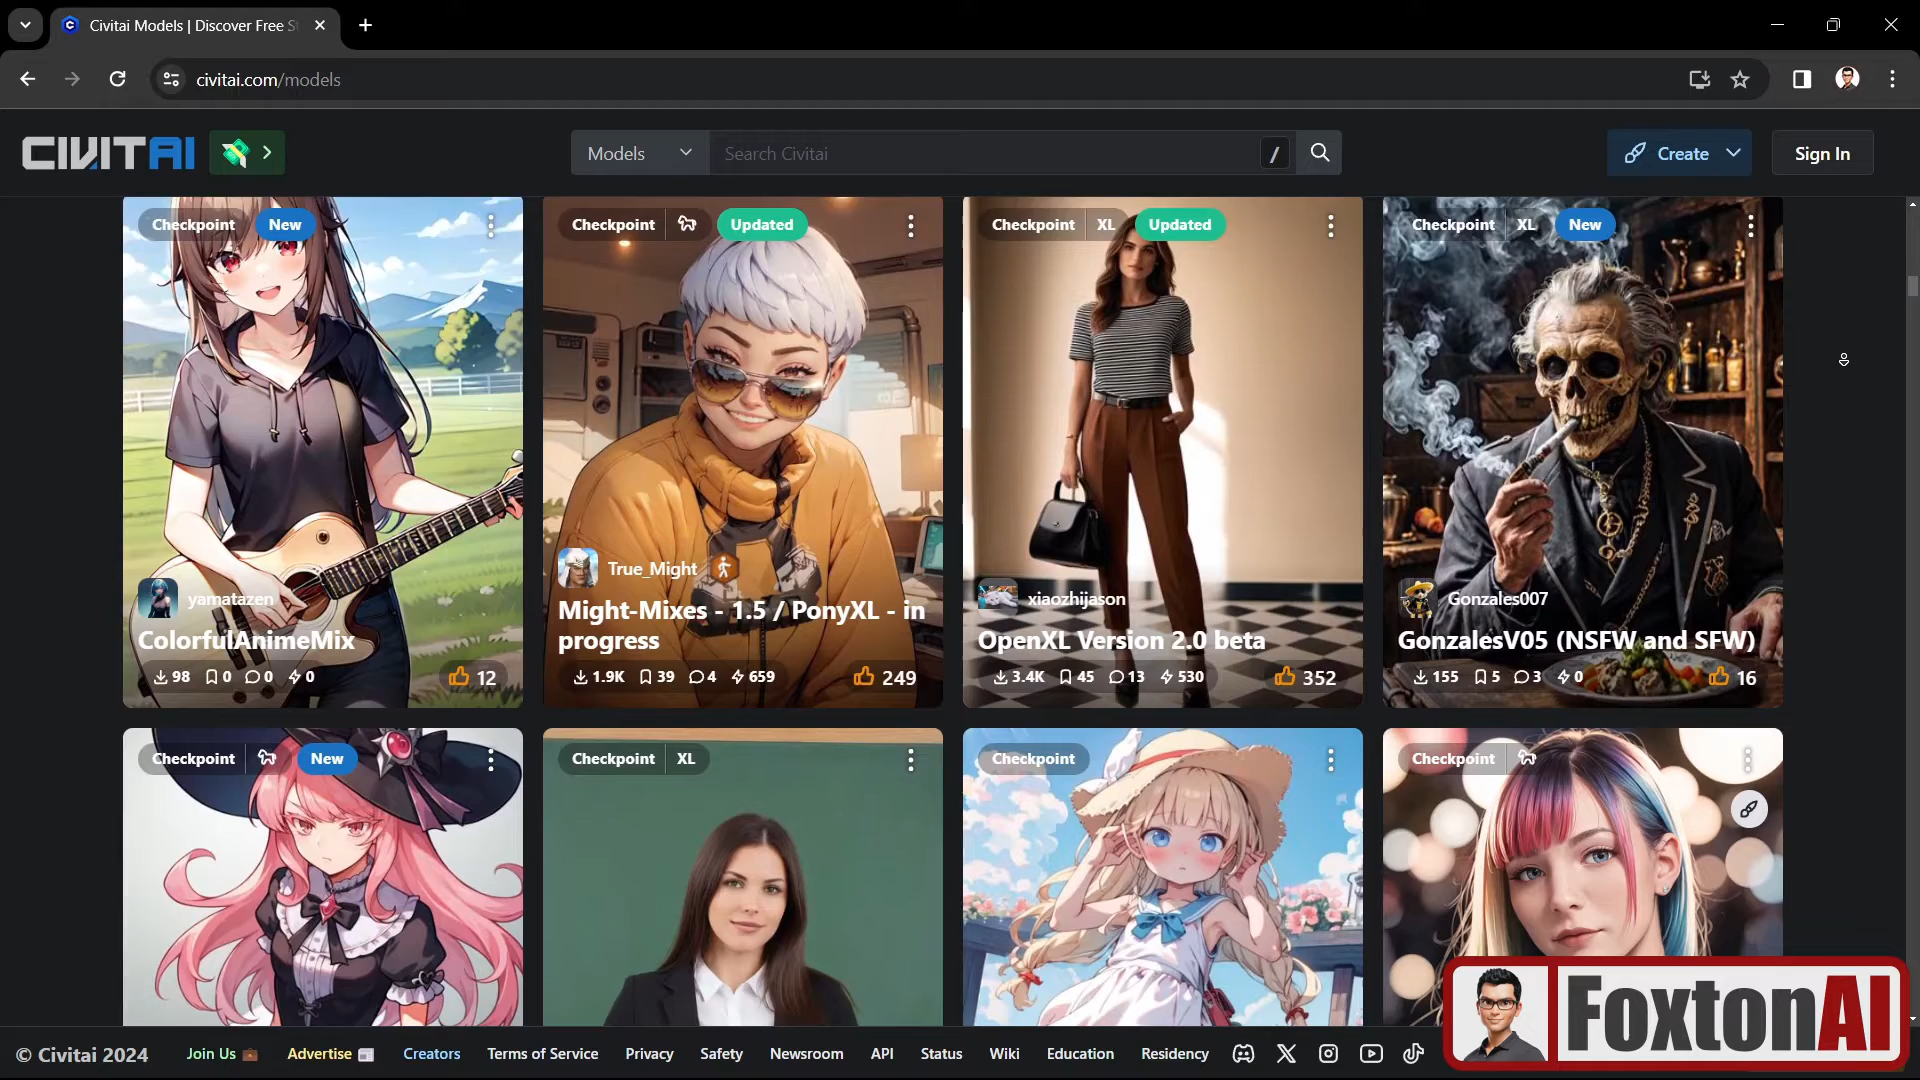 Civitai Models | Discover Free St
civitai.com/models
CIVITAI
Models
Search Civitai
/
Create
Sign In
Checkpoint
New
yamatazen
ColorfulAnimeMix
98
0
0
0
12
Checkpoint
Updated
True_Might
Might-Mixes - 1.5 / PonyXL - in
progress
1.9K
39
4
659
249
Checkpoint
XL
Updated
xiaozhijason
OpenXL Version 2.0 beta
3.4K
45
13
530
352
Checkpoint
XL
New
Gonzales007
GonzalesV05 (NSFW and SFW)
155
5
3
0
16
Checkpoint
New
Checkpoint
XL
Checkpoint
Checkpoint
© Civitai 2024
Join Us
Advertise
Creators
Terms of Service
Privacy
Safety
Newsroom
API
Status
Wiki
Education
Residency
FoxtonAI